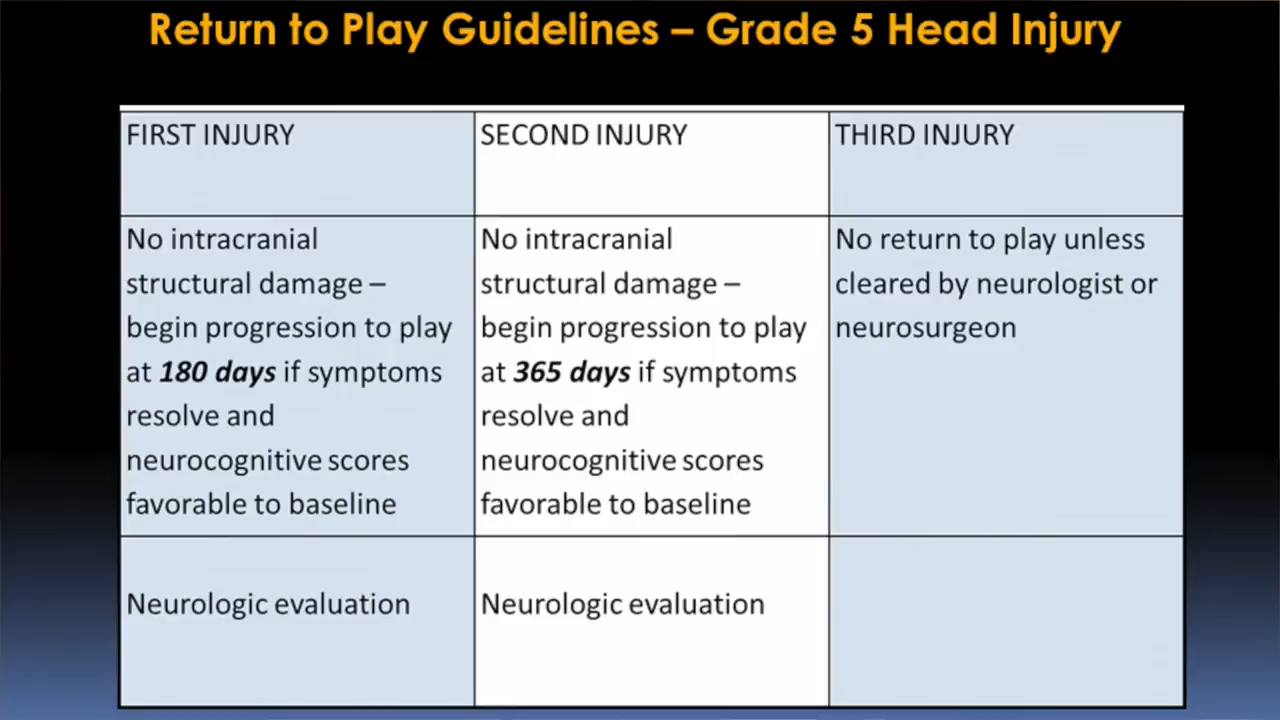 Return to Play Guidelines – Grade 5 Head Injury
FIRST INJURY
SECOND INJURY
THIRD INJURY
No intracranial
structural damage –
begin progression to play
at 180 days if symptoms
resolve and
neurocognitive scores
favorable to baseline
No intracranial
structural damage –
begin progression to play
at 365 days if symptoms
resolve and
neurocognitive scores
favorable to baseline
No return to play unless
cleared by neurologist or
neurosurgeon
Neurologic evaluation
Neurologic evaluation